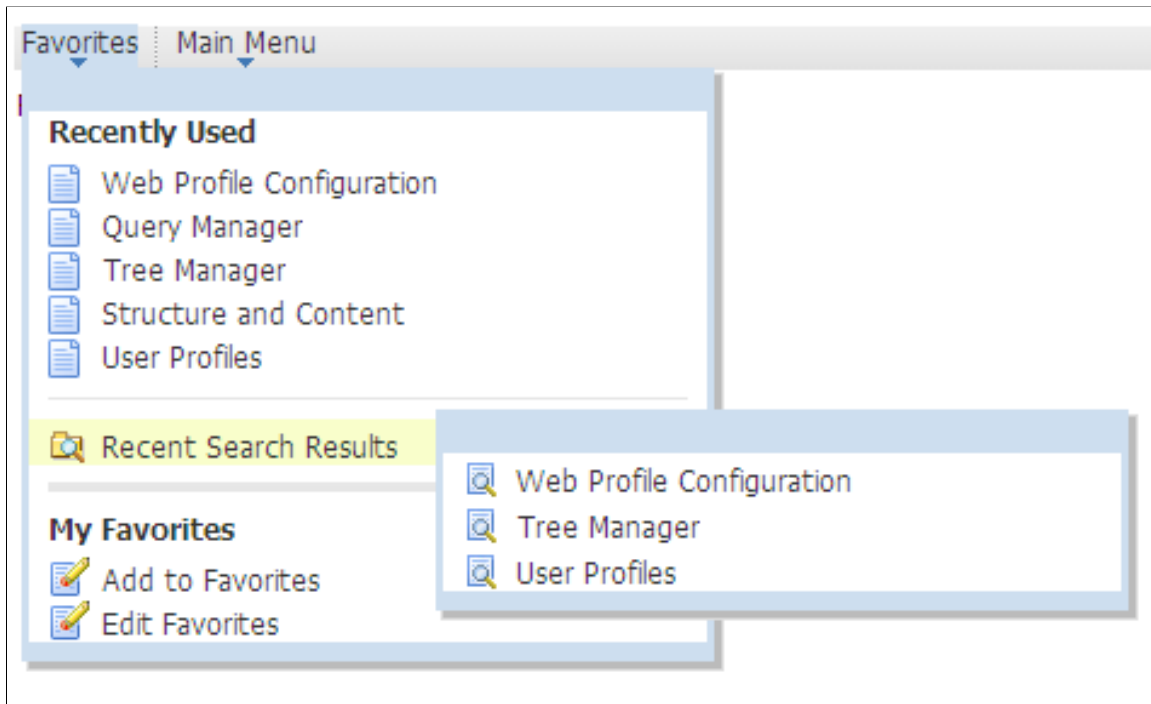 Favorites Main Menu
Recently Used
Web Profile Configuration
Query Manager
Tree Manager
Structure and Content
User Profiles
Recent Search Results
Web Profile Configuration
Tree Manager
User Profiles
My Favorites
Add to Favorites
Edit Favorites